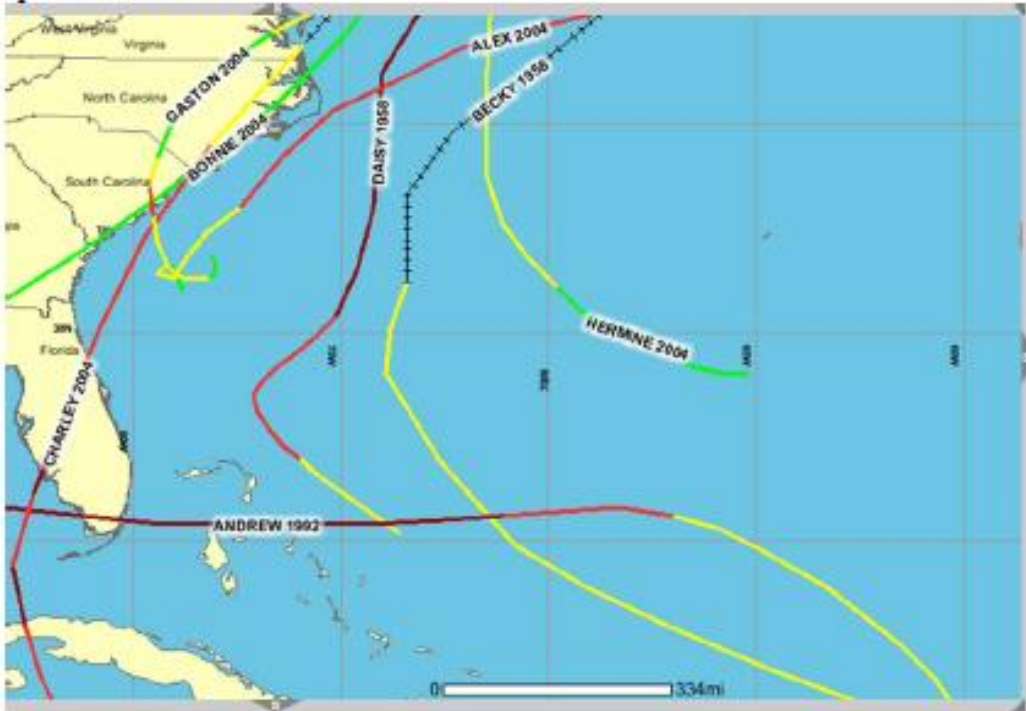 West Virginia
Virginia
ALEX 2004
GASTON 2004
BECKY 1958
North Carolina
BONNIE 2004
DAISY 1958
South Carolina
30N
HERMINE 2004
Florida
CHARLEY 2004
ANDREW 1992
0
334mi